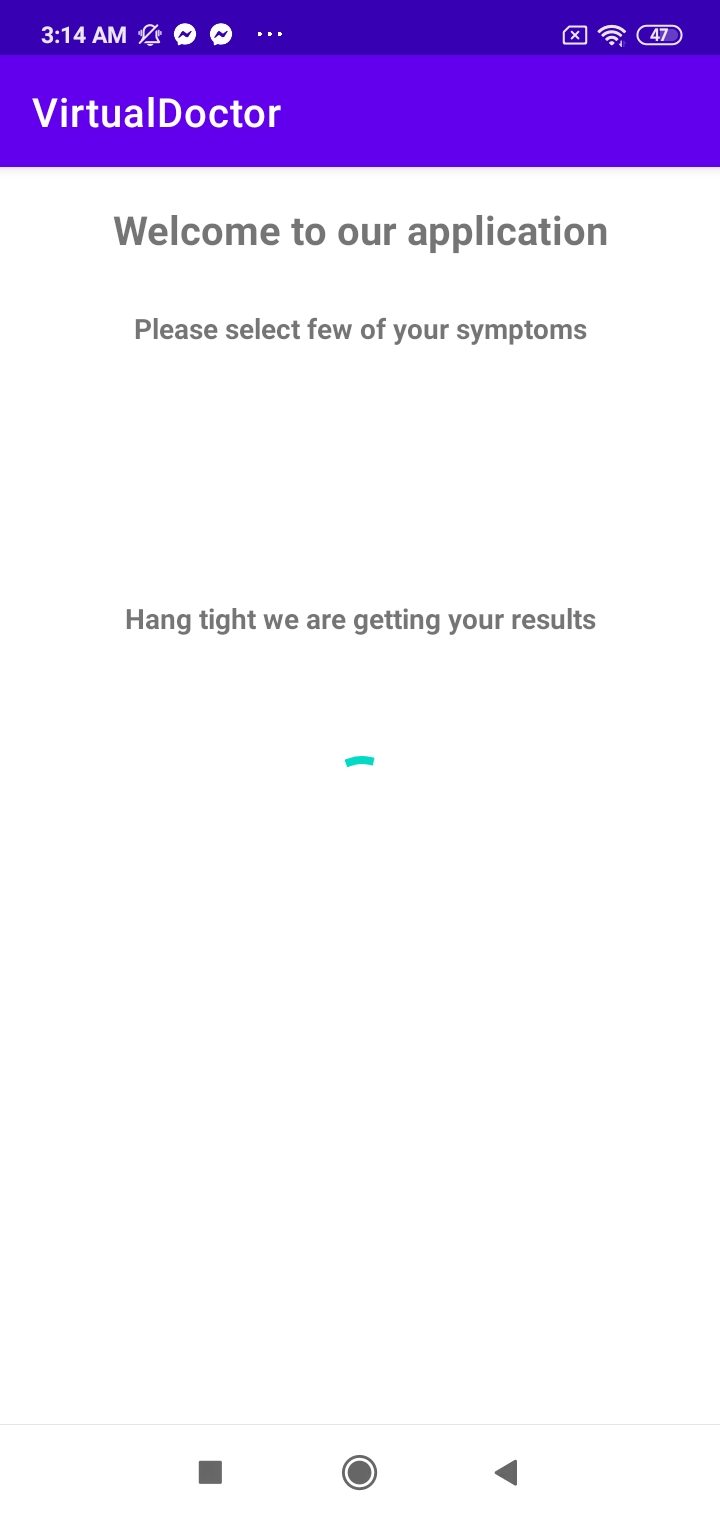 3:14 AM
47
VirtualDoctor
Welcome to our application
Please select few of your symptoms
Hang tight we are getting your results